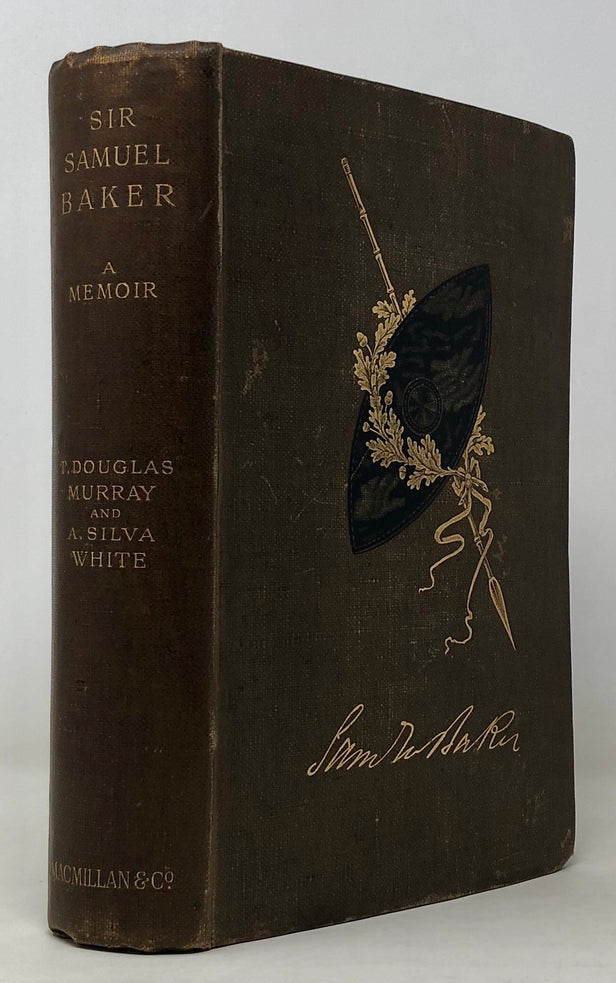 SIR
SAMUEL
BAKER
A
MEMOIR
T. DOUGLAS
MURRAY
AND
A. SILVA
WHITE
MACMILLAN & Co
Saml W Baker